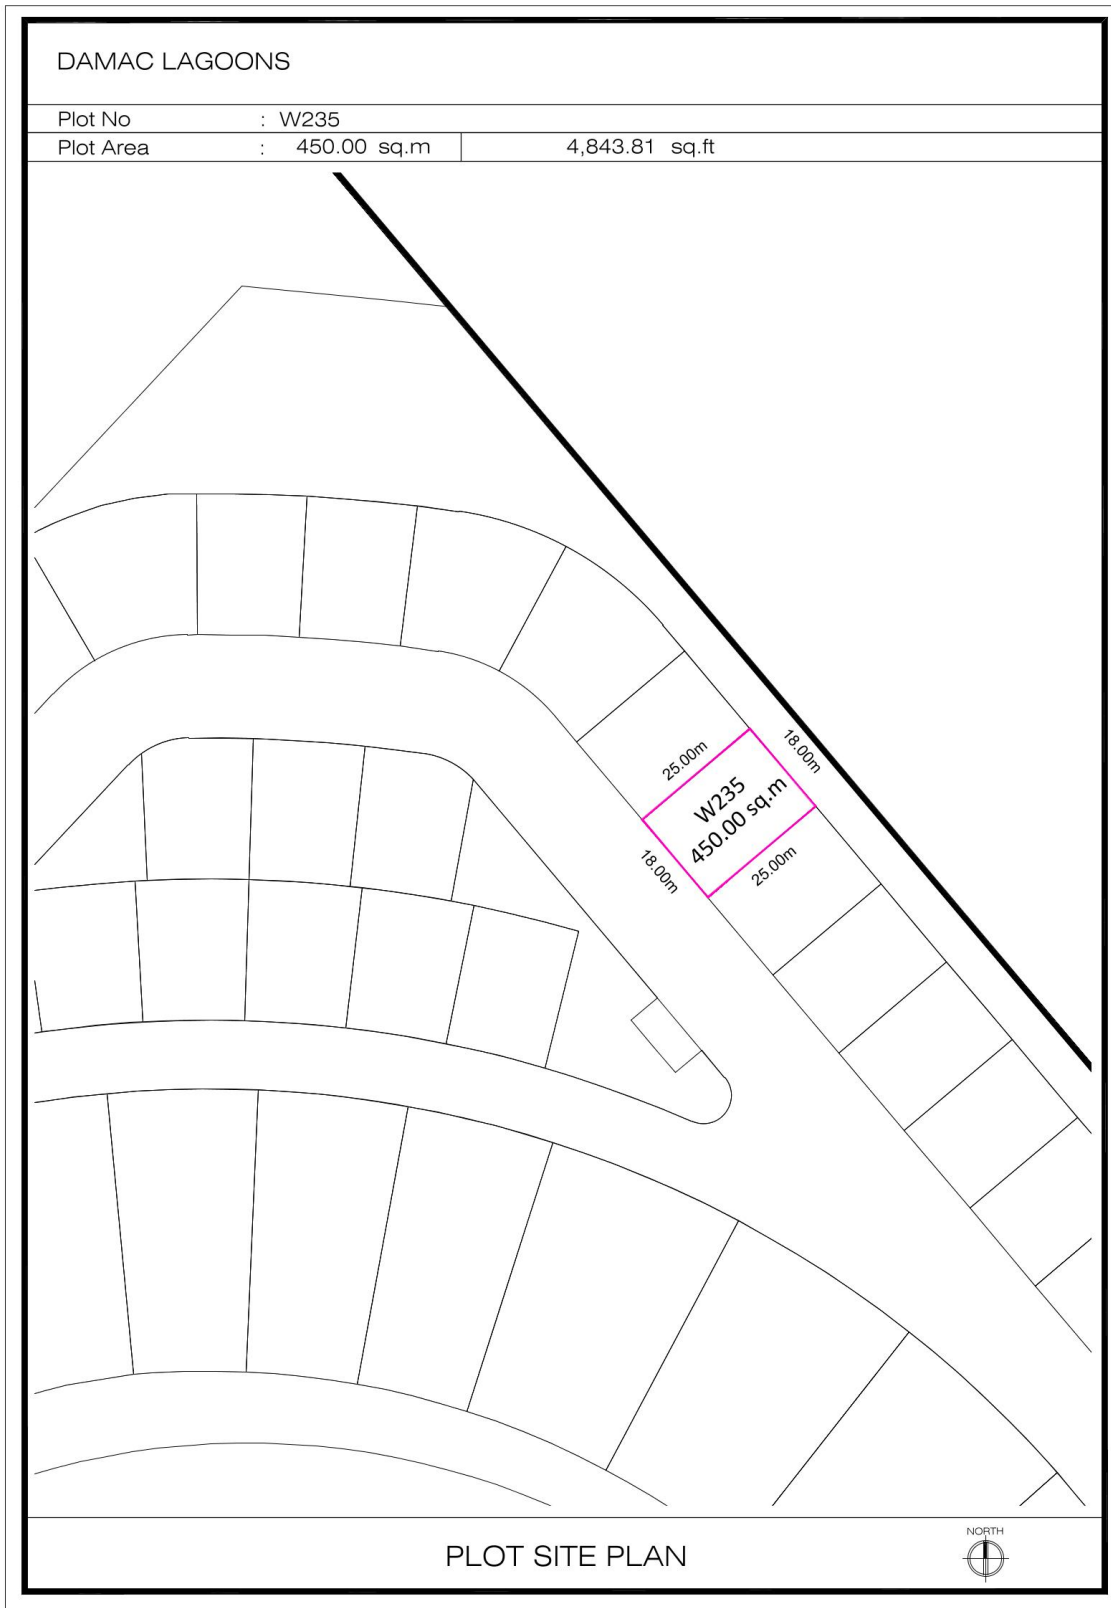 DAMAC LAGOONS
Plot No : W235
Plot Area : 450.00 sq.m 4,843.81 sq.ft
25.00m
18.00m
W235
450.00 sq.m
18.00m
25.00m
PLOT SITE PLAN
NORTH